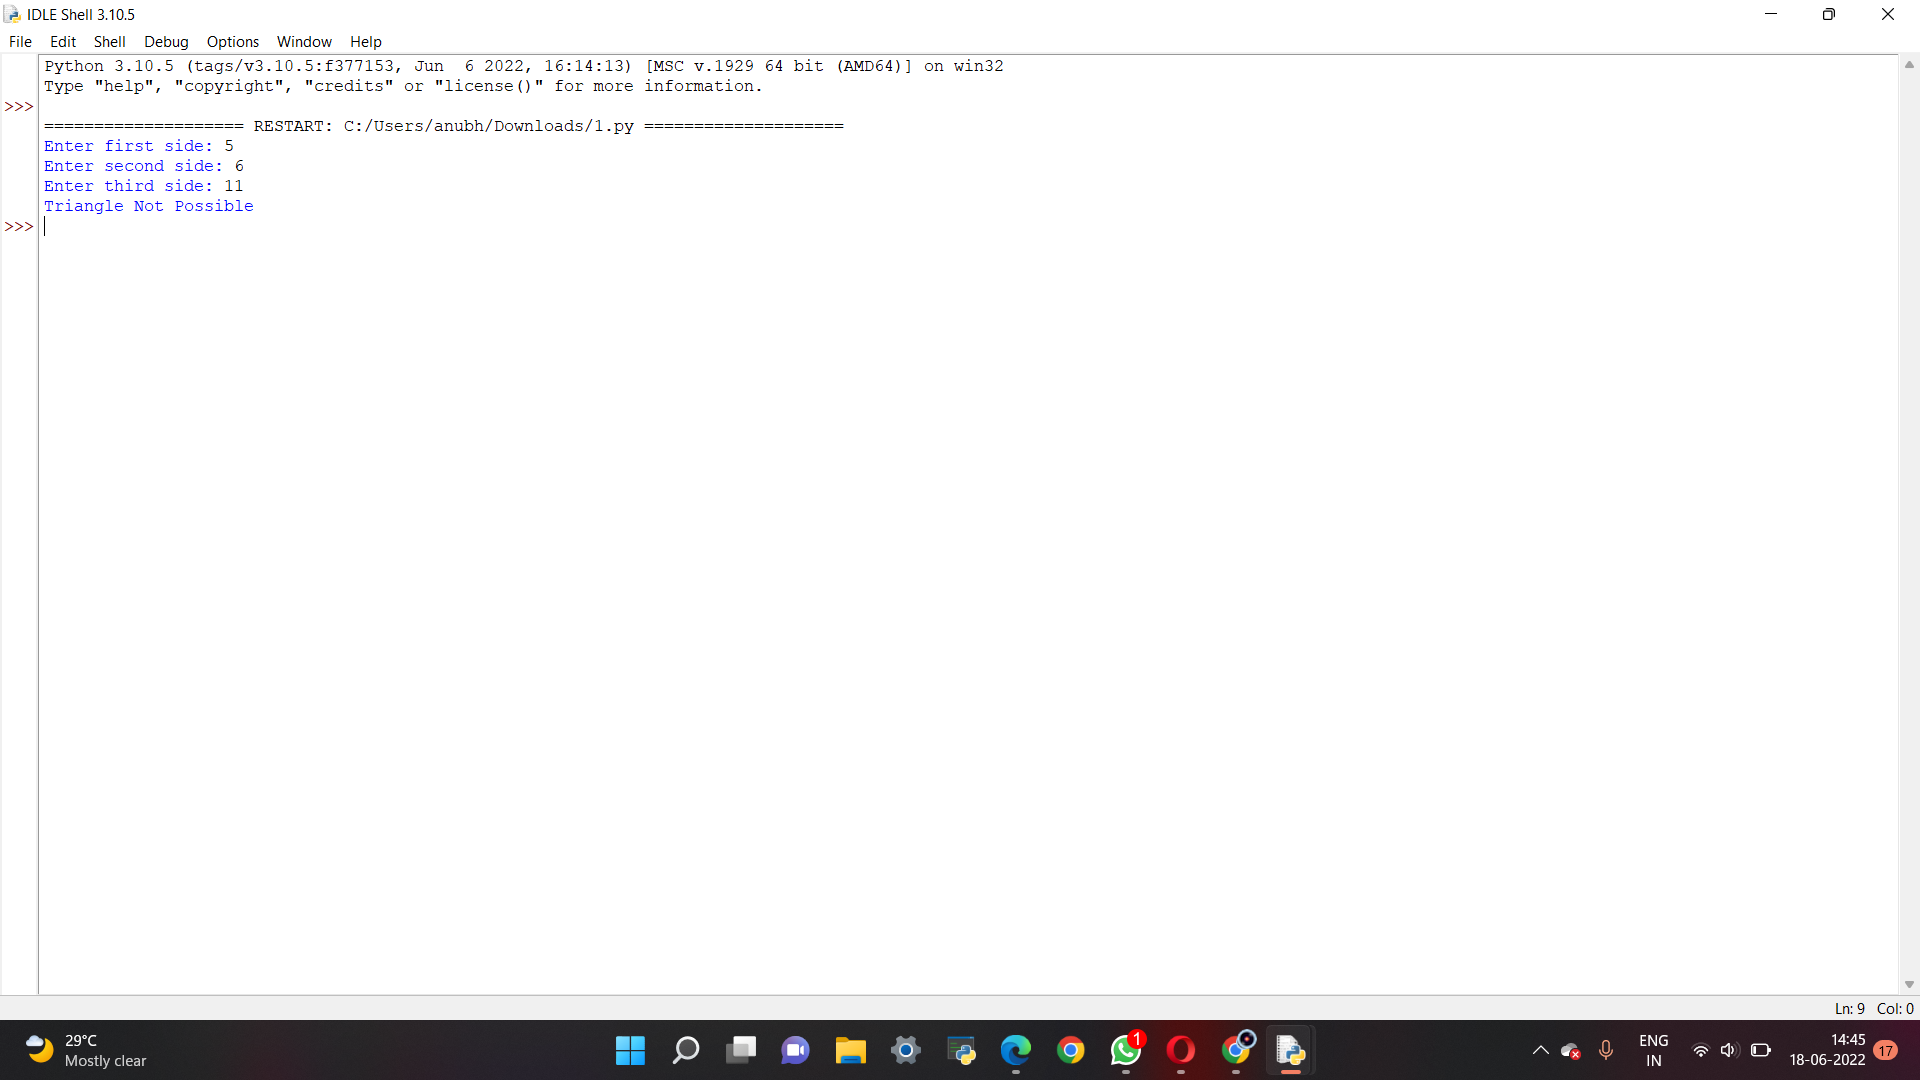 IDLE Shell 3.10.5
File Edit Shell Debug Options Window Help
Python 3.10.5 (tags/v3.10.5:f377153, Jun  6 2022, 16:14:13) [MSC v.1929 64 bit (AMD64)] on win32
Type "help", "copyright", "credits" or "license()" for more information.
>>>
==================== RESTART: C:/Users/anubh/Downloads/1.py ====================
Enter first side: 5
Enter second side: 6
Enter third side: 11
Triangle Not Possible
>>>
Ln: 9 Col: 0
29°C
Mostly clear
1
ENG
IN
14:45
18-06-2022
17